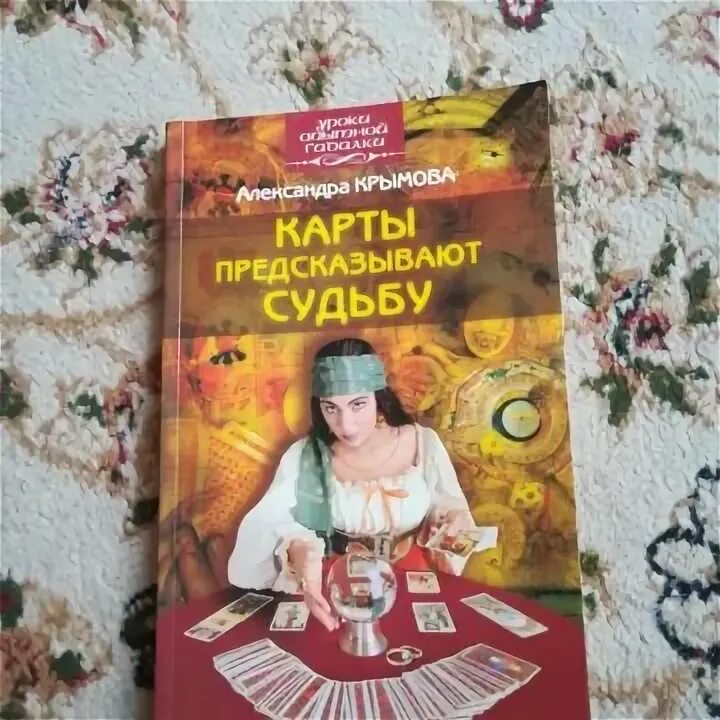 уроки
опытной
гадалки
Александра КРЫМОВА
КАРТЫ
ПРЕДСКАЗЫВАЮТ
СУДЬБУ